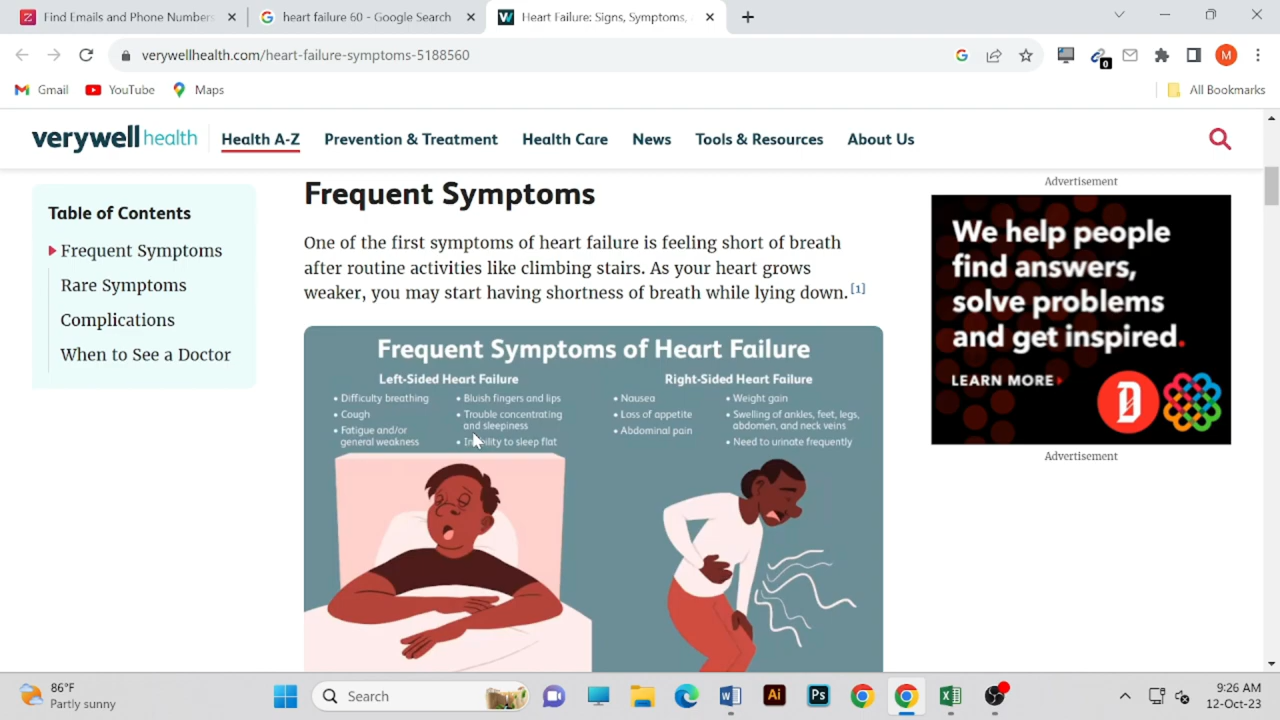 Find Emails and Phone Numbers
heart failure 60 - Google Search
Heart Failure: Signs, Symptoms,
verywellhealth.com/heart-failure-symptoms-5188560
0
M
Gmail
YouTube
Maps
All Bookmarks
verywell health
Health A-Z
Prevention & Treatment
Health Care
News
Tools & Resources
About Us
Table of Contents
Frequent Symptoms
Rare Symptoms
Complications
When to See a Doctor
Frequent Symptoms
One of the first symptoms of heart failure is feeling short of breath
after routine activities like climbing stairs. As your heart grows
weaker, you may start having shortness of breath while lying down. [1]
Frequent Symptoms of Heart Failure
Left-Sided Heart Failure
• Difficulty breathing
• Cough
• Fatigue and/or
general weakness
• Bluish fingers and lips
• Trouble concentrating
and sleepiness
• Inability to sleep flat
Right-Sided Heart Failure
• Nausea
• Loss of appetite
• Abdominal pain
• Weight gain
• Swelling of ankles, feet, legs,
abdomen, and neck veins
• Need to urinate frequently
Advertisement
We help people
find answers,
solve problems
and get inspired.
LEARN MORE
D
Advertisement
86°F
Partly sunny
Search
W
Ai
Ps
X
9:26 AM
12-Oct-23